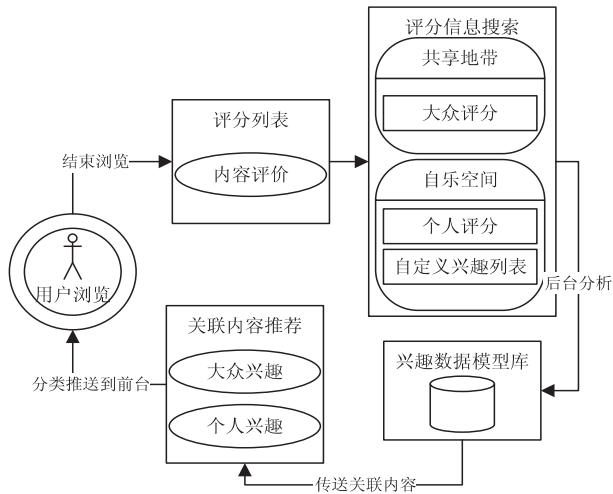 评分信息搜索
共享地带
大众评分
评分列表
结束浏览
内容评价
自乐空间
个人评分
自定义兴趣列表
用户浏览
后台分析
关联内容推荐
兴趣数据模型库
大众兴趣
分类推送到前台
个人兴趣
传送关联内容